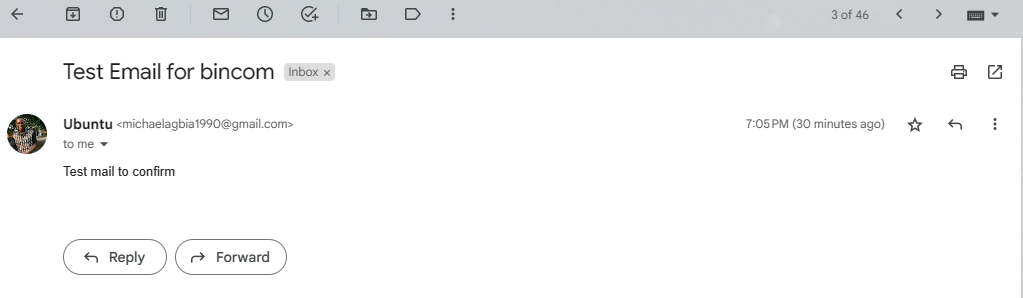 3 of 46
Test Email for bincom Inbox ×
Ubuntu <michaelagbia1990@gmail.com> 7:05 PM (30 minutes ago)
to me
Test mail to confirm
Reply Forward